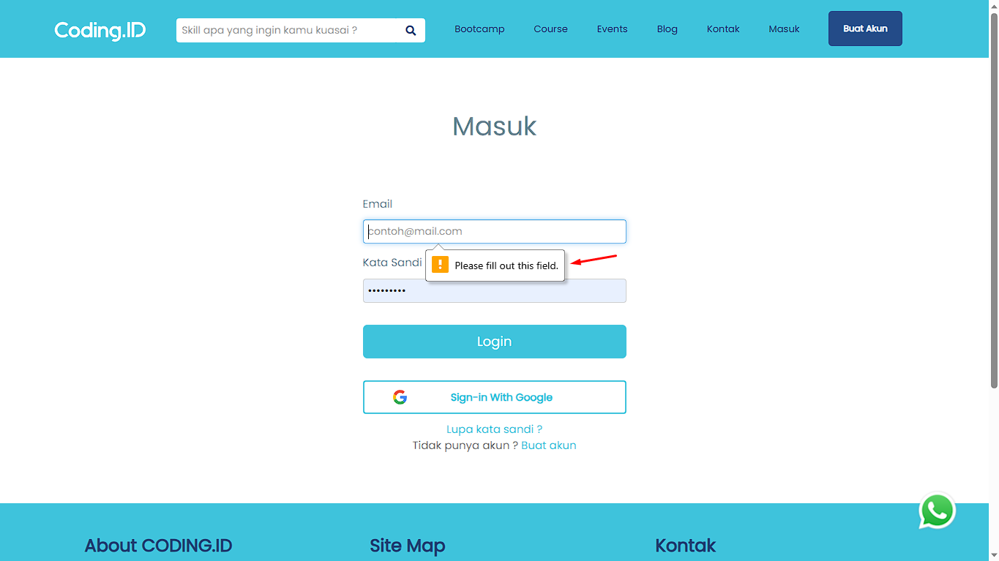 Coding.ID
Skill apa yang ingin kamu kuasai ?
Bootcamp
Course
Events
Blog
Kontak
Masuk
Buat Akun
Masuk
Email
contoh@mail.com
Kata Sandi
Please fill out this field.
Login
Sign-in With Google
Lupa kata sandi ?
Tidak punya akun ? Buat akun
About CODING.ID
Site Map
Kontak